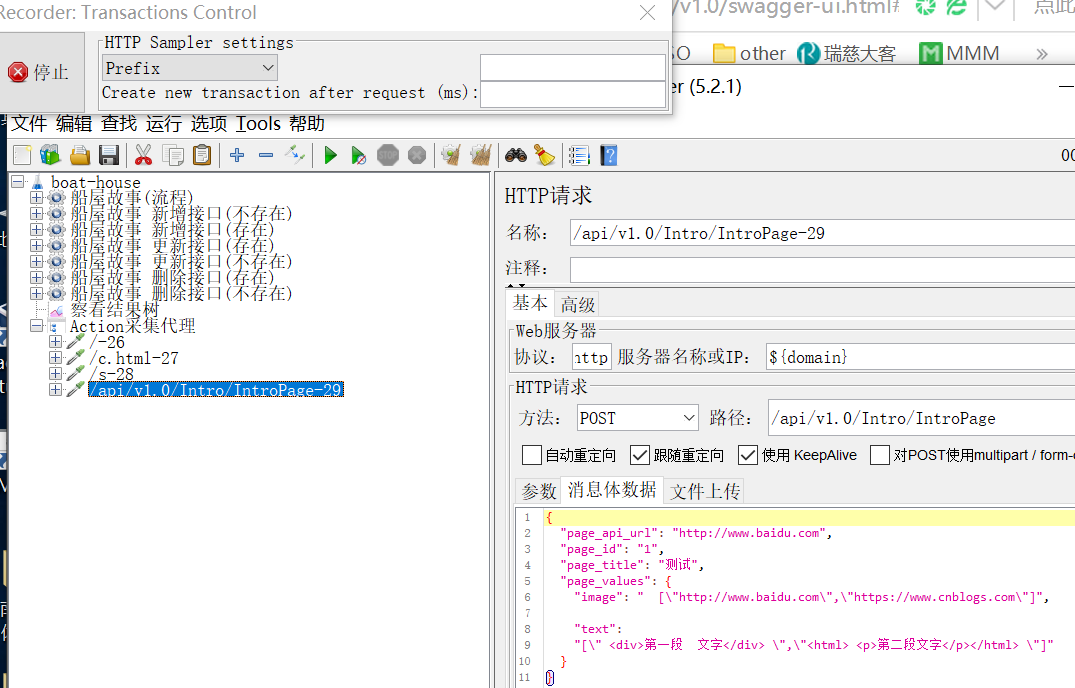 Recorder: Transactions Control
/v1.0/swagger-ui.html#
停止
HTTP Sampler settings
Prefix
Create new transaction after request (ms):
other
瑞慈大客
MMM
»
er (5.2.1)
文件 编辑 查找 运行 选项 Tools 帮助
boat-house
船屋故事(流程)
船屋故事 新增接口(不存在)
船屋故事 新增接口(存在)
船屋故事 更新接口(存在)
船屋故事 更新接口(不存在)
船屋故事 删除接口(存在)
船屋故事 删除接口(不存在)
察看结果树
Action采集代理
/-26
/c.html-27
/s-28
/api/v1.0/Intro/IntroPage-29
HTTP请求
名称: /api/v1.0/Intro/IntroPage-29
注释:
基本 高级
Web服务器
协议: http 服务器名称或IP: ${domain}
HTTP请求
方法: POST 路径: /api/v1.0/Intro/IntroPage
自动重定向 跟随重定向 使用 KeepAlive 对POST使用multipart / form-
参数 消息体数据 文件上传
1 {
2 "page_api_url": "http://www.baidu.com",
3 "page_id": "1",
4 "page_title": "测试",
5 "page_values": {
6 "image": "  [\"http://www.baidu.com\",\"https://www.cnblogs.com\"]",
7
8 "text":
9 "[\" <div>第一段  文字</div> \",\"<html> <p>第二段文字</p></html> \"]"
10 }
11 }